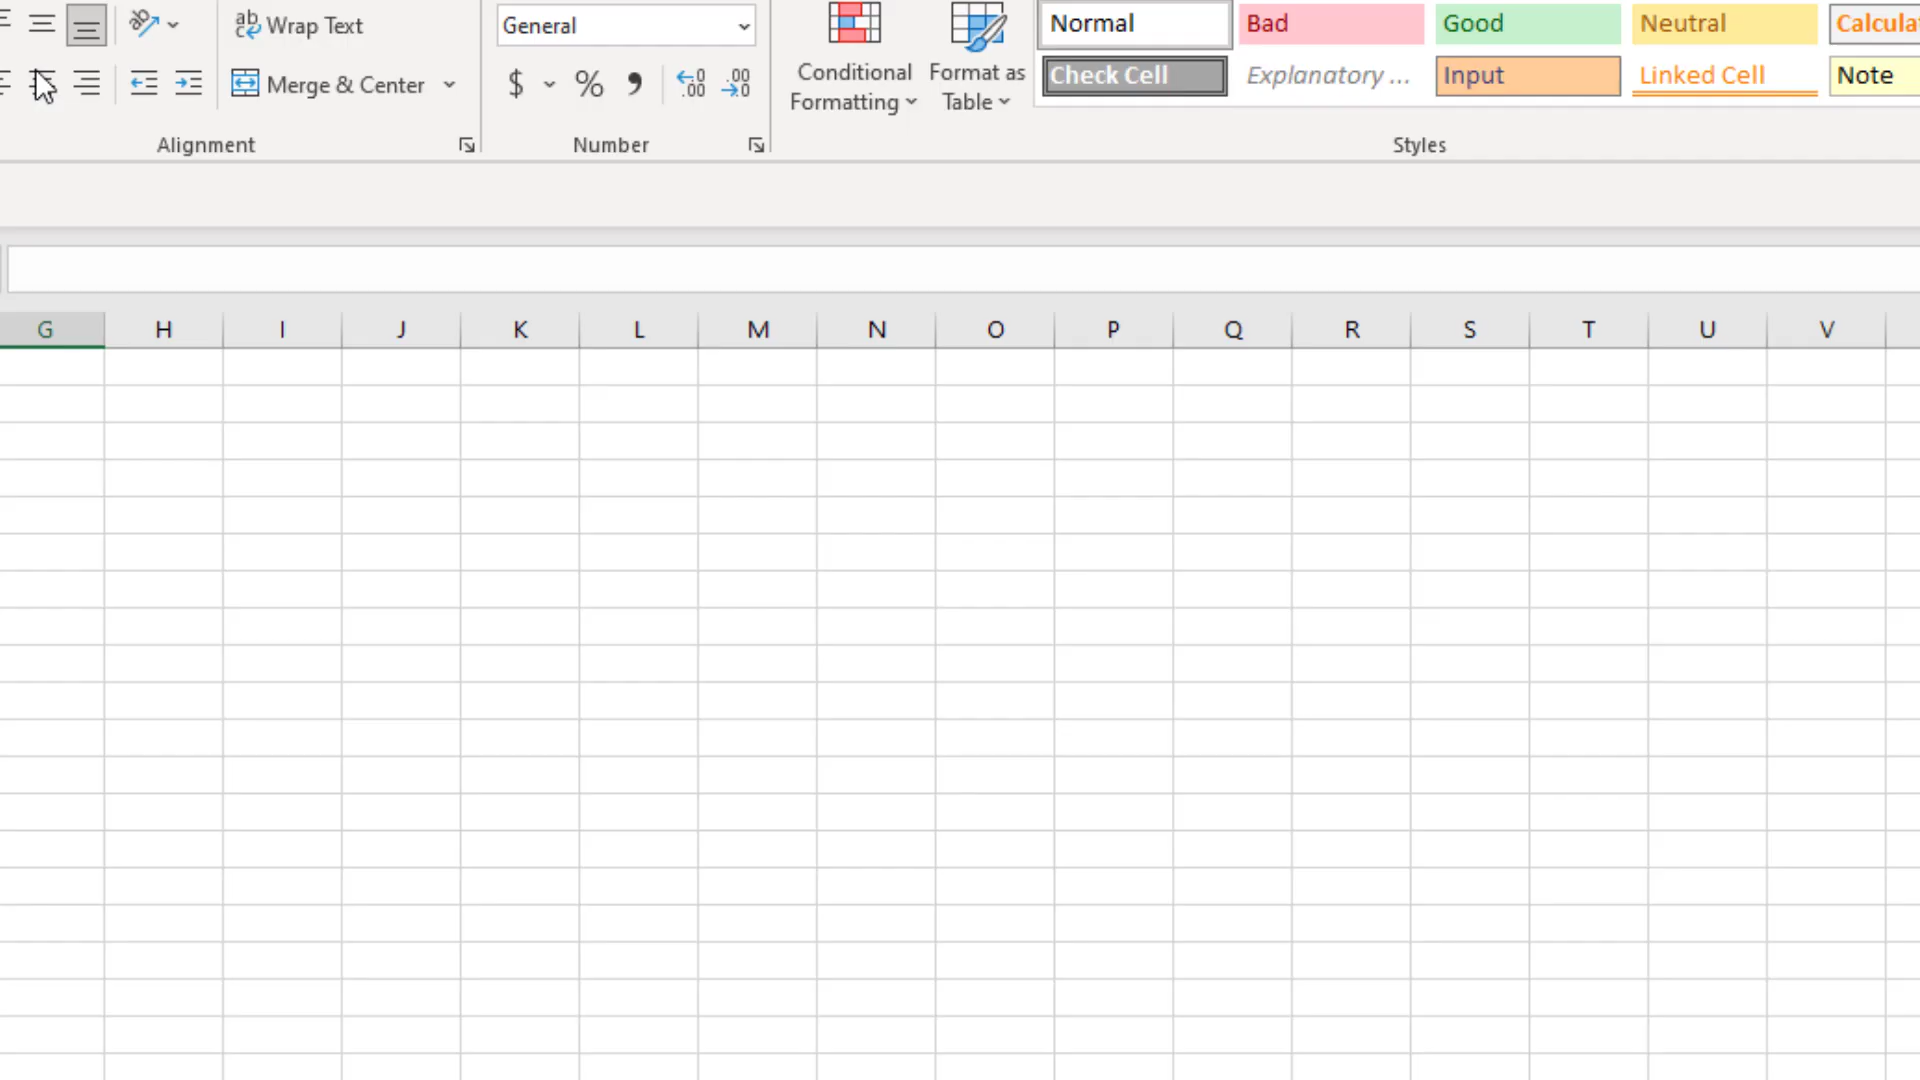 Wrap Text
General
Conditional Formatting
Format as Table
Normal
Bad
Good
Neutral
Check Cell
Explanatory ...
Input
Linked Cell
Note
$ % ,
Merge & Center
Alignment
Number
Styles
G H I J K L M N O P Q R S T U V